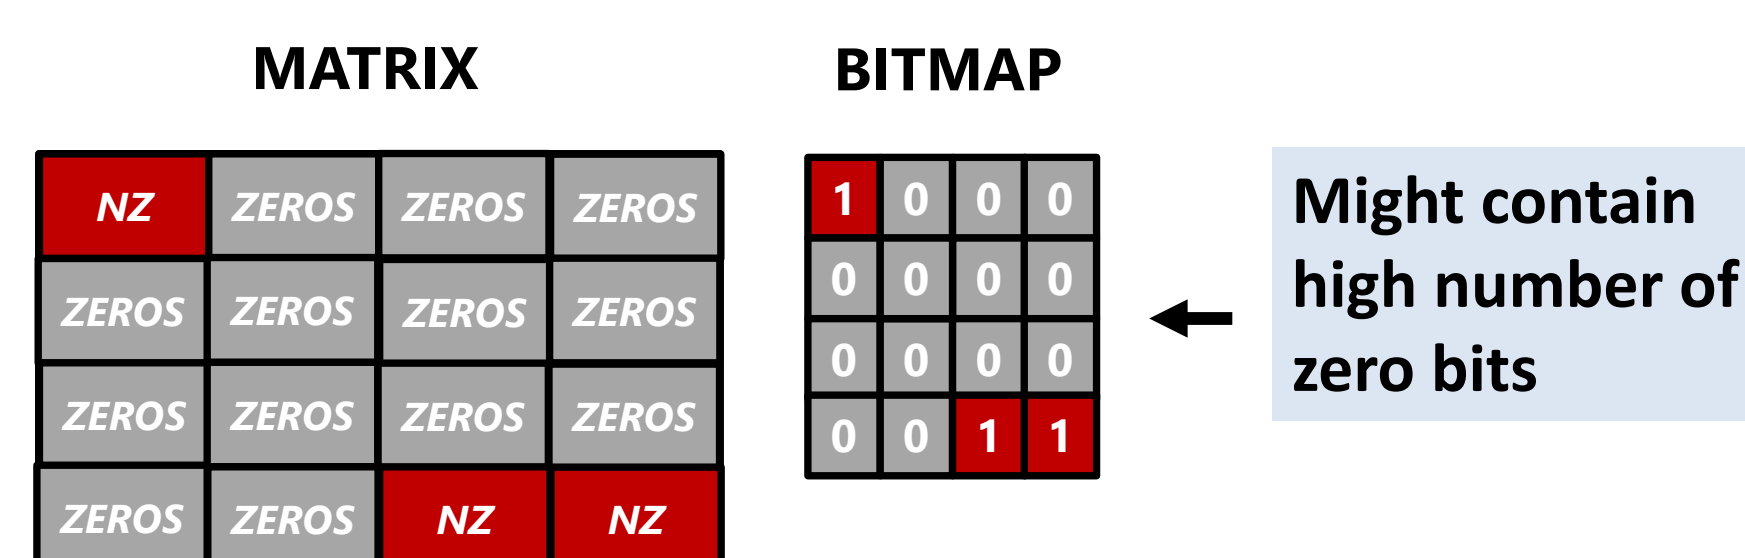 MATRIX
BITMAP
NZ ZEROS ZEROS ZEROS
ZEROS ZEROS ZEROS ZEROS
ZEROS ZEROS ZEROS ZEROS
ZEROS ZEROS NZ NZ
1 0 0 0
0 0 0 0
0 0 0 0
0 0 1 1
Might contain
high number of
zero bits